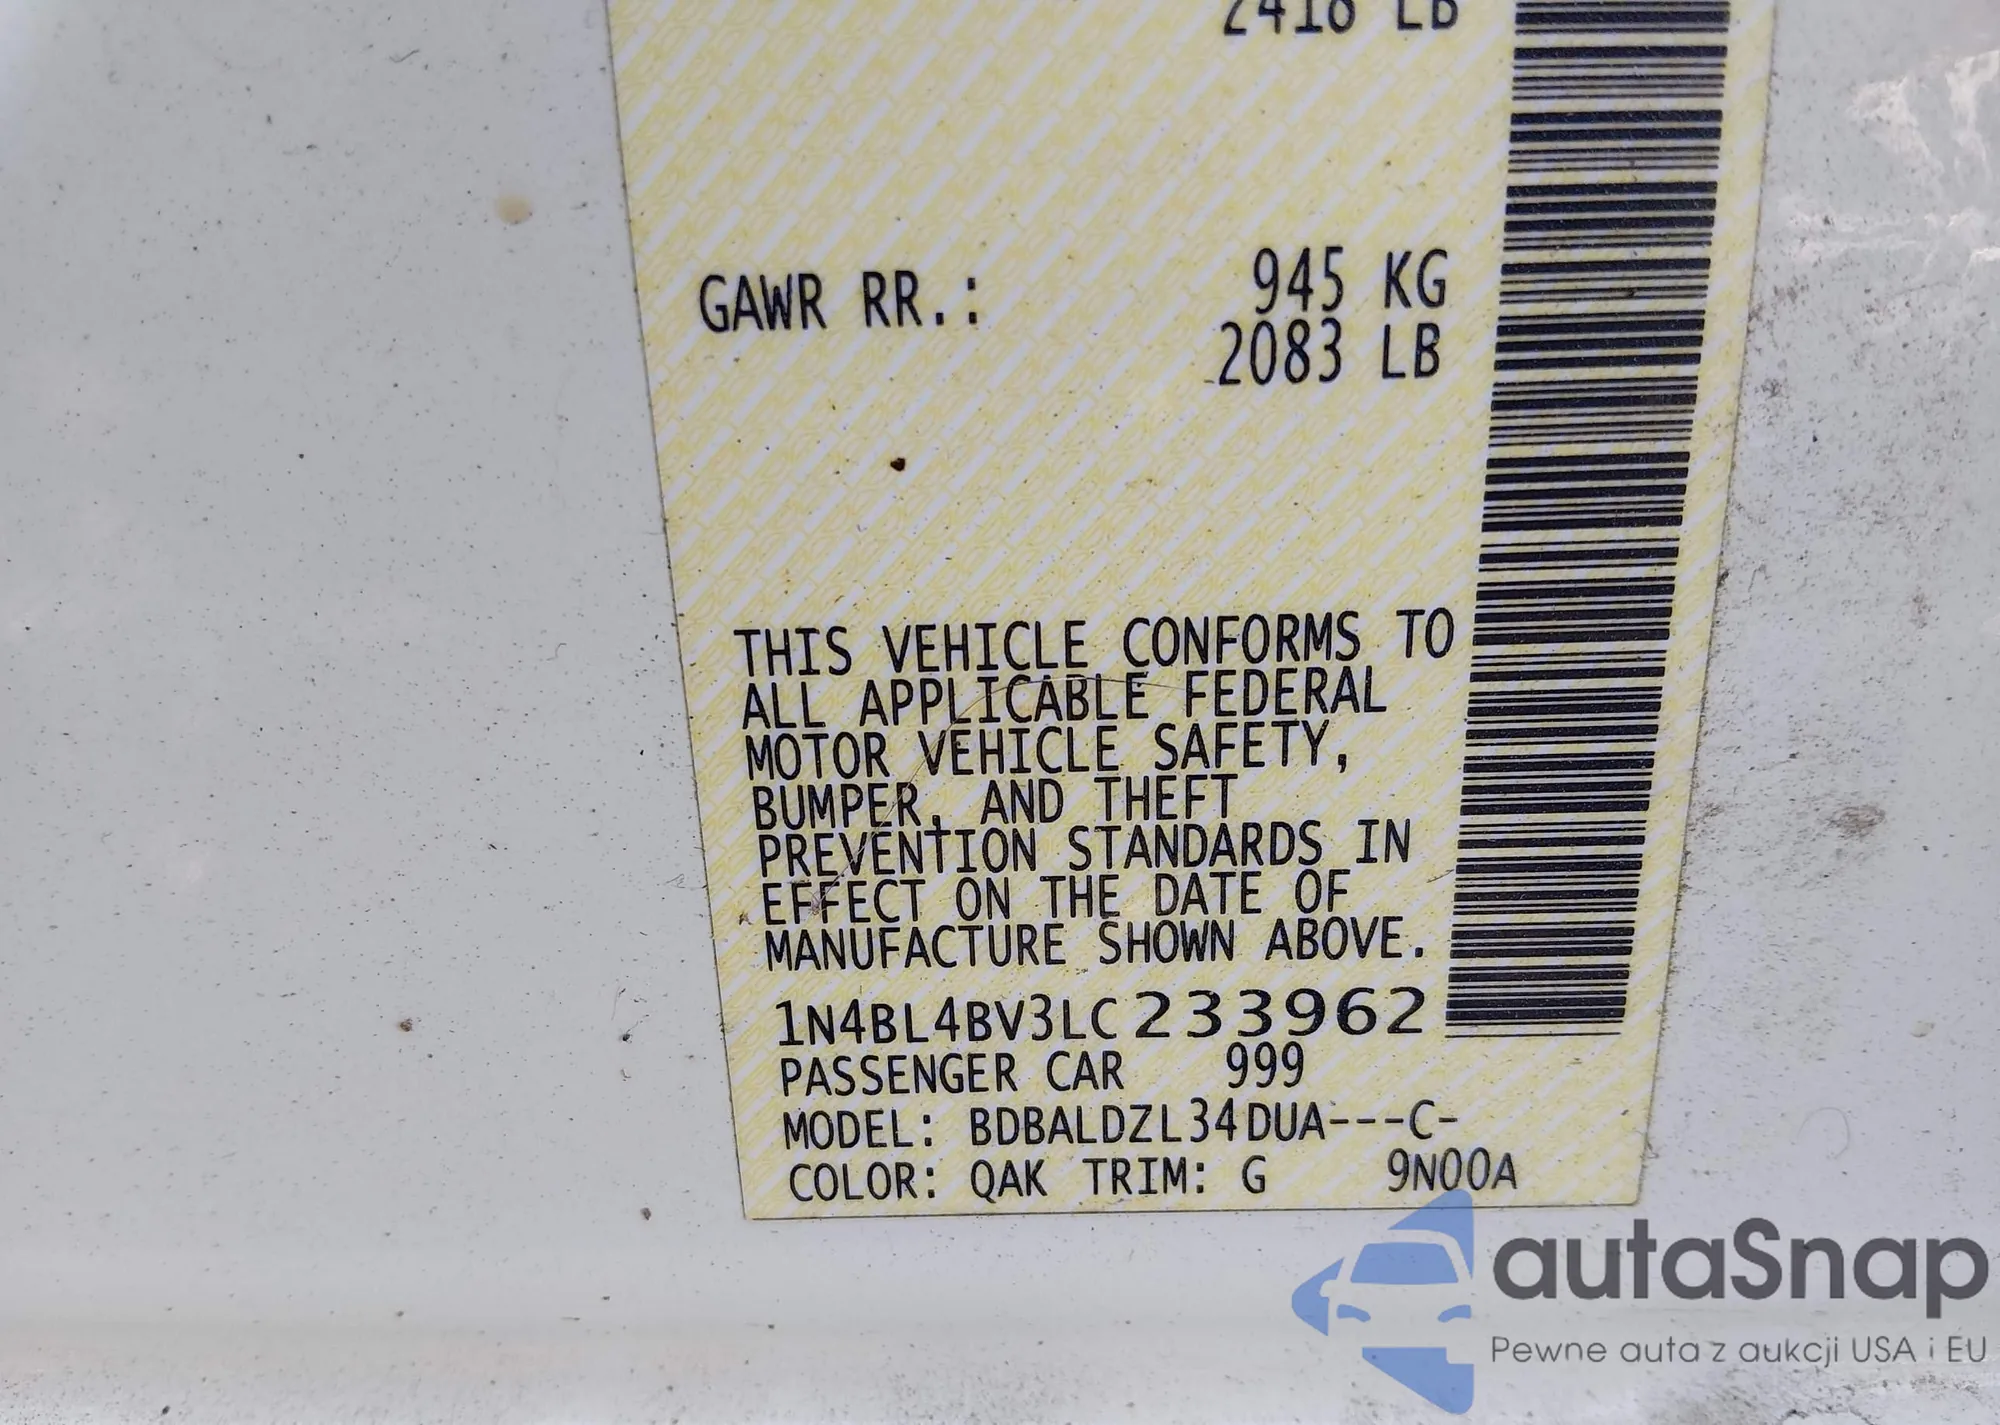 2418 LB
GAWR RR.: 945 KG
2083 LB
THIS VEHICLE CONFORMS TO
ALL APPLICABLE FEDERAL
MOTOR VEHICLE SAFETY,
BUMPER, AND THEFT
PREVENTION STANDARDS IN
EFFECT ON THE DATE OF
MANUFACTURE SHOWN ABOVE.
1N4BL4BV3LC233962
PASSENGER CAR 999
MODEL: BDBALDZL34DUA---C-
COLOR: QAK TRIM: G 9N00A
autaSnap
Pewne auta z aukcji USA i EU